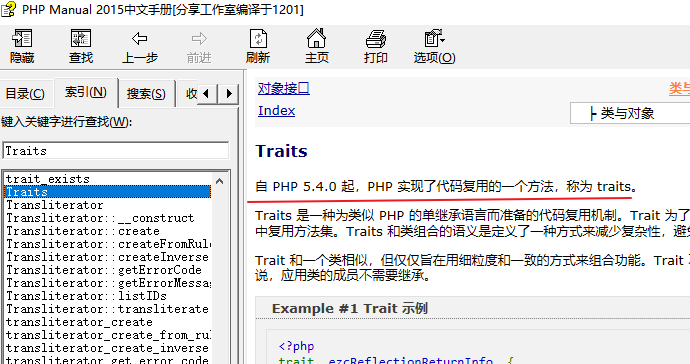 PHP Manual 2015中文手册[分享工作室编译于1201]
隐藏 查找 上一步 前进 刷新 主页 打印 选项(O)
目录(C) 索引(N) 搜索(S) 收
键入关键字进行查找(W):
Traits
trait_exists
Traits
Transliterator
Transliterator::__construct
Transliterator::create
Transliterator::createFromRule
Transliterator::createInverse
Transliterator::getErrorCode
Transliterator::getErrorMessag
Transliterator::listIDs
Transliterator::transliterate
transliterator_create
transliterator_create_from_ru
transliterator_create_inverse
transliterator_get_error_code
对象接口
类与
Index
类与对象
Traits
自 PHP 5.4.0 起，PHP 实现了代码复用的一个方法，称为 traits。
Traits 是一种为类似 PHP 的单继承语言而准备的代码复用机制。Trait 为了
中复用方法集。Traits 和类组合的语义是定义了一种方式来减少复杂性，避
Trait 和一个类相似，但仅仅旨在用细粒度和一致的方式来组合功能。Trait
说，应用类的成员不需要继承。
Example #1 Trait 示例
<?php
trait ezcReflectionReturnInfo {